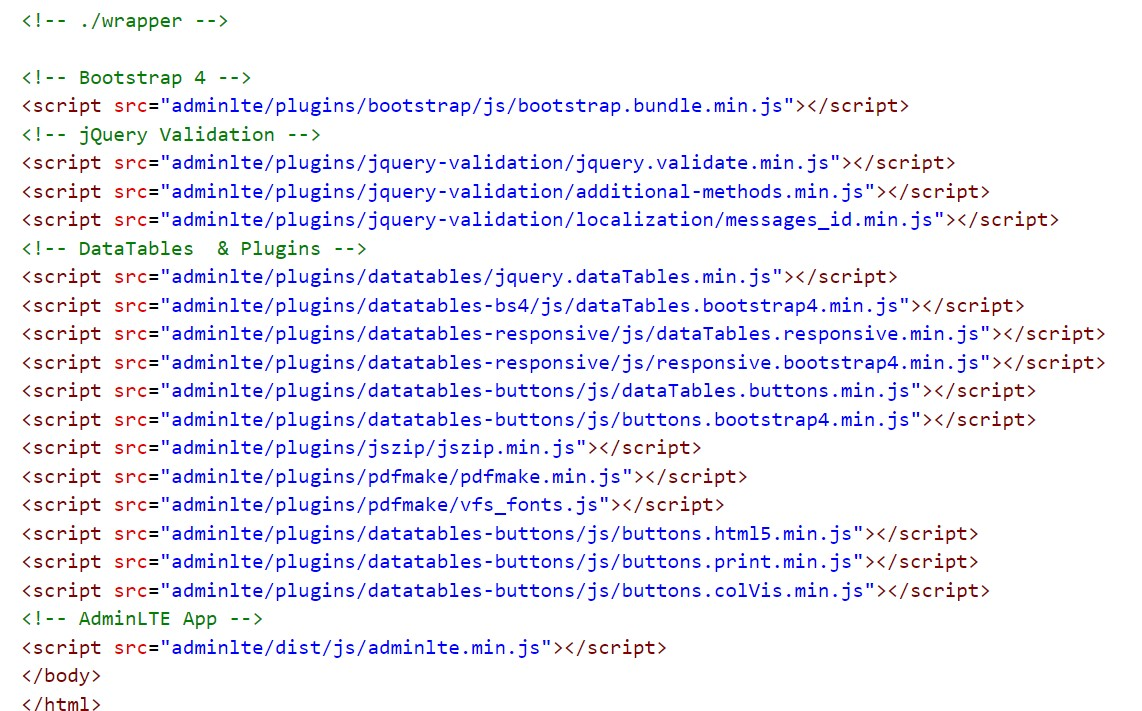 <!-- ./wrapper -->
<!-- Bootstrap 4 -->
<script src="adminlte/plugins/bootstrap/js/bootstrap.bundle.min.js"></script>
<!-- jQuery Validation -->
<script src="adminlte/plugins/jquery-validation/jquery.validate.min.js"></script>
<script src="adminlte/plugins/jquery-validation/additional-methods.min.js"></script>
<script src="adminlte/plugins/jquery-validation/localization/messages_id.min.js"></script>
<!-- DataTables  & Plugins -->
<script src="adminlte/plugins/datatables/jquery.dataTables.min.js"></script>
<script src="adminlte/plugins/datatables-bs4/js/dataTables.bootstrap4.min.js"></script>
<script src="adminlte/plugins/datatables-responsive/js/dataTables.responsive.min.js"></script>
<script src="adminlte/plugins/datatables-responsive/js/responsive.bootstrap4.min.js"></script>
<script src="adminlte/plugins/datatables-buttons/js/dataTables.buttons.min.js"></script>
<script src="adminlte/plugins/datatables-buttons/js/buttons.bootstrap4.min.js"></script>
<script src="adminlte/plugins/jszip/jszip.min.js"></script>
<script src="adminlte/plugins/pdfmake/pdfmake.min.js"></script>
<script src="adminlte/plugins/pdfmake/vfs_fonts.js"></script>
<script src="adminlte/plugins/datatables-buttons/js/buttons.html5.min.js"></script>
<script src="adminlte/plugins/datatables-buttons/js/buttons.print.min.js"></script>
<script src="adminlte/plugins/datatables-buttons/js/buttons.colVis.min.js"></script>
<!-- AdminLTE App -->
<script src="adminlte/dist/js/adminlte.min.js"></script>
</body>
</html>